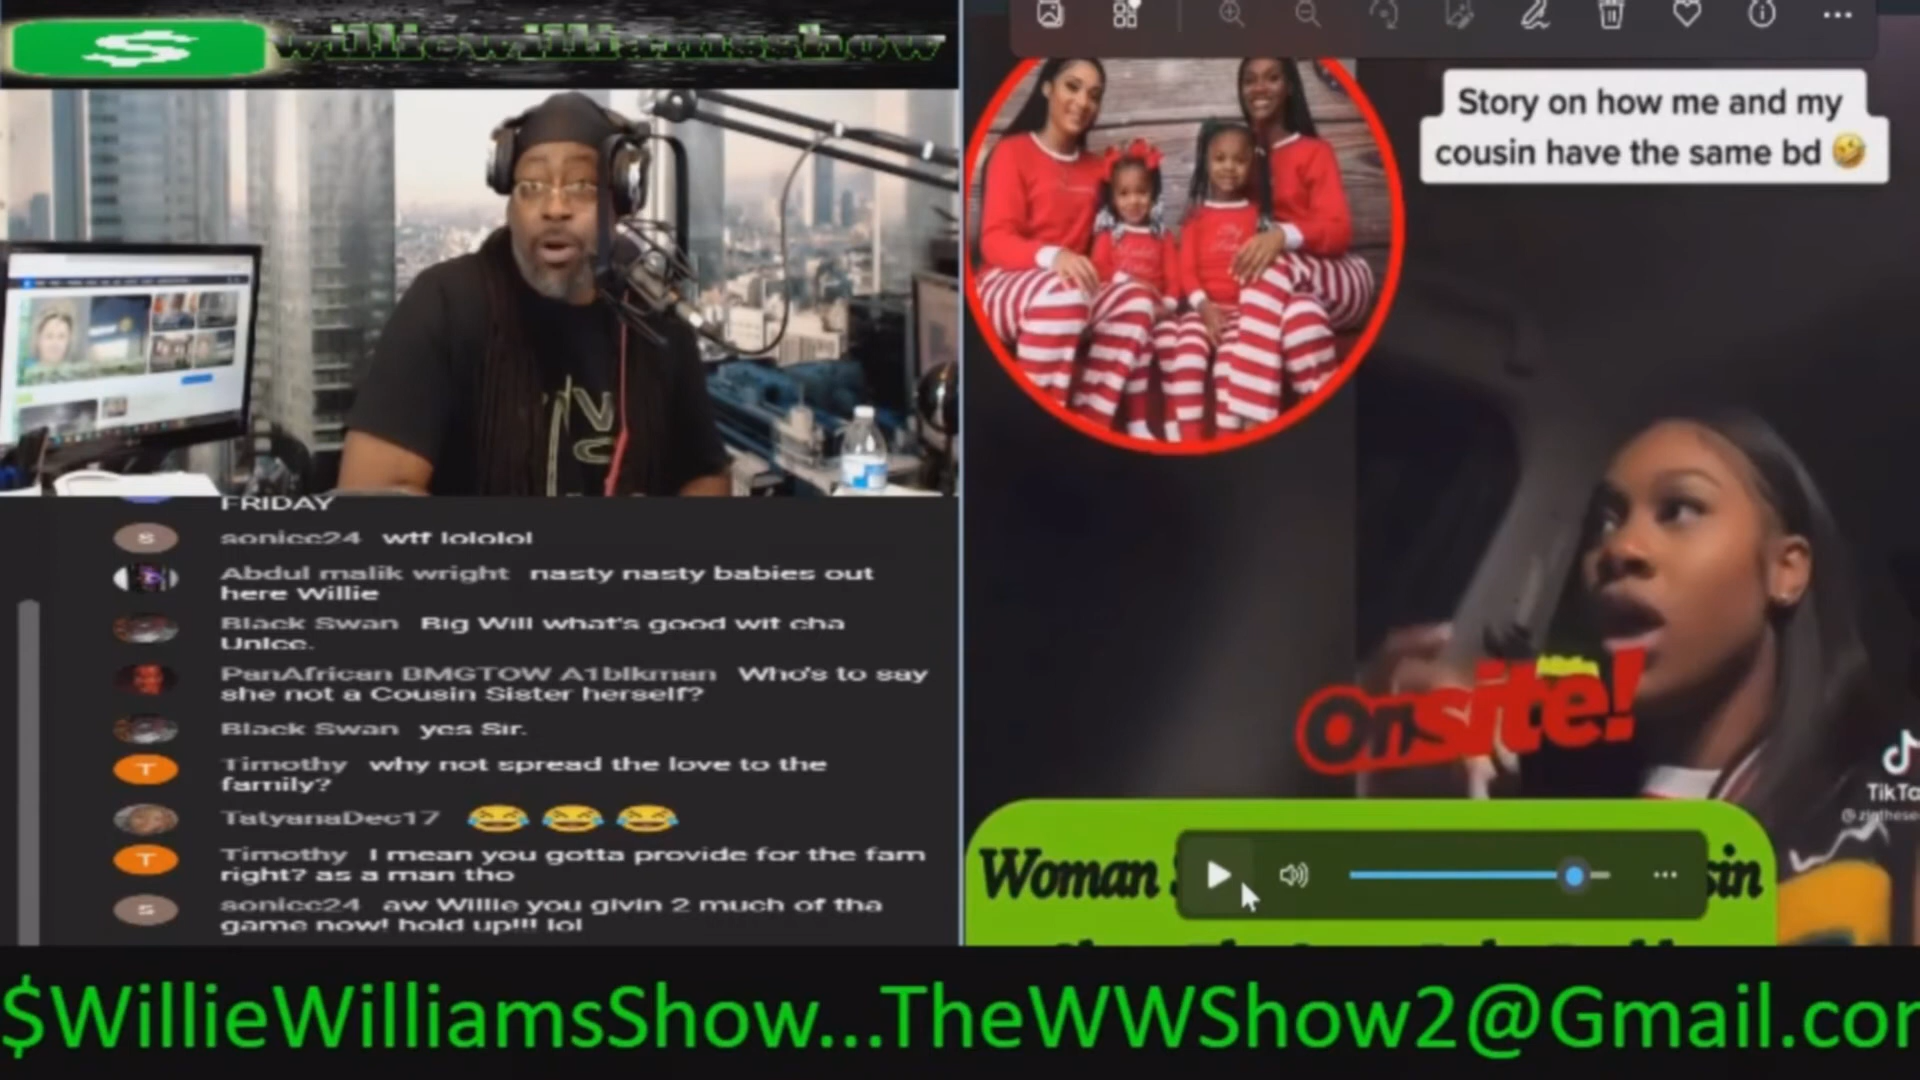 williewilliamsshow
FRIDAY
sonicc24 wtf lololol
Abdul malik wright nasty nasty babies out
here Willie
Black Swan Big Will what's good wit cha
Unlce.
PanAfrican BMGTOW A1blkman Who's to say
she not a Cousin Sister herself?
Black Swan yes Sir.
Timothy why not spread the love to the
family?
TatyanaDec17 😂😂😂
Timothy I mean you gotta provide for the fam
right? as a man tho
sonicc24 aw Willie you givin 2 much of tha
game now! hold up!!! lol
Story on how me and my
cousin have the same bd 🤣
Onsite!
TikTo
Woman
sin
$WillieWilliamsShow...TheWWShow2@Gmail.co